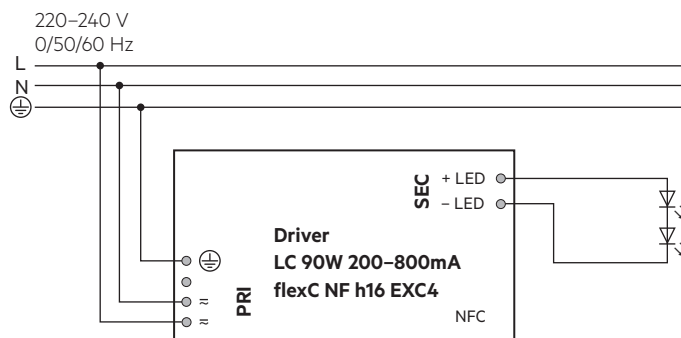 220–240 V
0/50/60 Hz
L
N
SEC
+ LED
– LED
Driver
LC 90W 200–800mA
flexC NF h16 EXC4
PRI
≂
≂
NFC